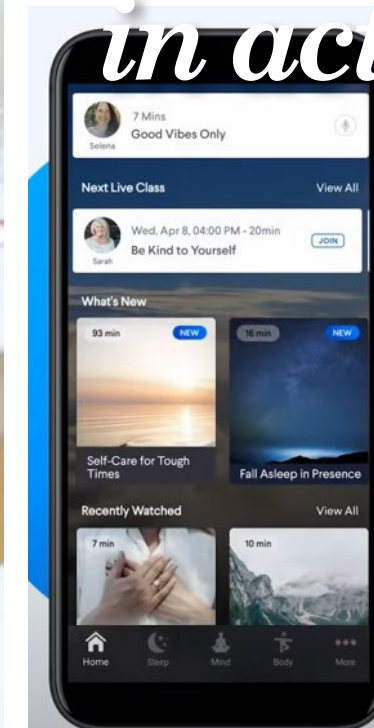 in act
7 Mins
Good Vibes Only
Selena
Next Live Class View All
Wed, Apr 8, 04:00 PM - 20min
Be Kind to Yourself
JOIN
Sarah
What's New
93 min NEW
16 min NEW
Self-Care for Tough
Times
Fall Asleep in Presence
Recently Watched View All
7 min
10 min
Home Sleep Mind Body More